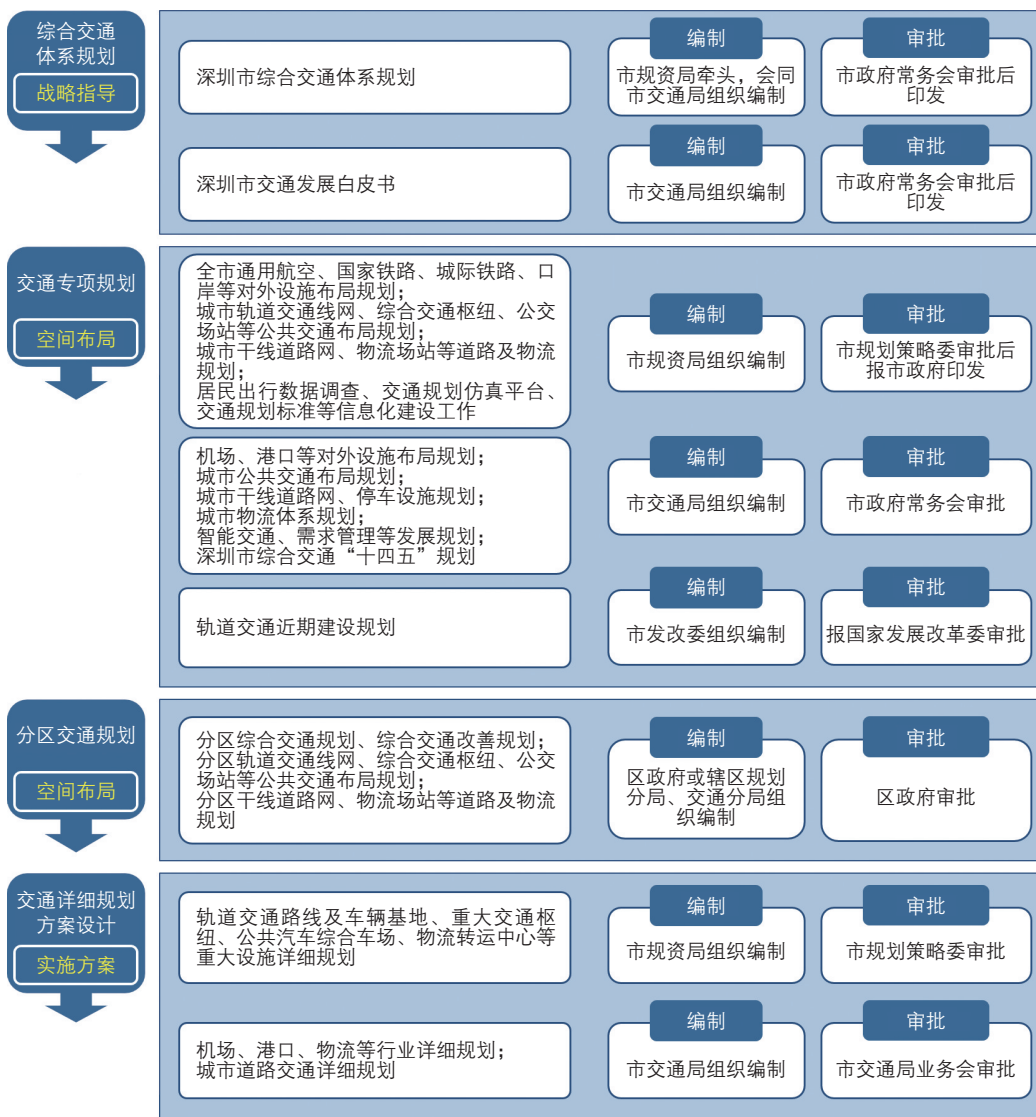 综合交通
体系规划
战略指导
深圳市综合交通体系规划
编制
市规资局牵头，会同
市交通局组织编制
审批
市政府常务会审批后
印发
深圳市交通发展白皮书
编制
市交通局组织编制
审批
市政府常务会审批后
印发
交通专项规划
空间布局
全市通用航空、国家铁路、城际铁路、口
岸等对外设施布局规划；
城市轨道交通线网、综合交通枢纽、公交
场站等公共交通布局规划；
城市干线道路网、物流场站等道路及物流
规划；
居民出行数据调查、交通规划仿真平台、
交通规划标准等信息化建设工作
编制
市规资局组织编制
审批
市规划策略委审批后
报市政府印发
机场、港口等对外设施布局规划；
城市公共交通布局规划；
城市干线道路网、停车设施规划；
城市物流体系规划；
智能交通、需求管理等发展规划；
深圳市综合交通“十四五”规划
编制
市交通局组织编制
审批
市政府常务会审批
轨道交通近期建设规划
编制
市发改委组织编制
审批
报国家发展改革委审批
分区交通规划
空间布局
分区综合交通规划、综合交通改善规划；
分区轨道交通线网、综合交通枢纽、公交
场站等公共交通布局规划；
分区干线道路网、物流场站等道路及物流
规划
编制
区政府或辖区规划
分局、交通分局组
织编制
审批
区政府审批
交通详细规划
方案设计
实施方案
轨道交通路线及车辆基地、重大交通枢
纽、公共汽车综合车场、物流转运中心等
重大设施详细规划
编制
市规资局组织编制
审批
市规划策略委审批
机场、港口、物流等行业详细规划；
城市道路交通详细规划
编制
市交通局组织编制
审批
市交通局业务会审批